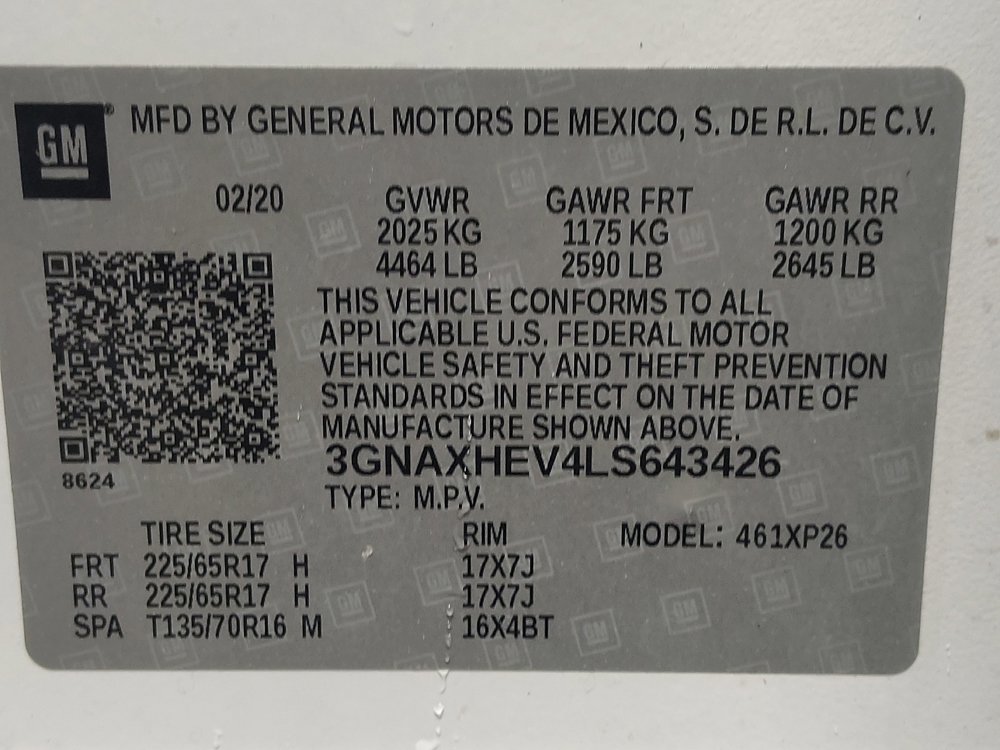 GM® MFD BY GENERAL MOTORS DE MEXICO, S. DE R.L. DE C.V.
02/20 GVWR GAWR FRT GAWR RR
2025 KG 1175 KG 1200 KG
4464 LB 2590 LB 2645 LB
THIS VEHICLE CONFORMS TO ALL
APPLICABLE U.S. FEDERAL MOTOR
VEHICLE SAFETY AND THEFT PREVENTION
STANDARDS IN EFFECT ON THE DATE OF
MANUFACTURE SHOWN ABOVE.
3GNAXHEV4LS643426
8624
TYPE: M.P.V.
TIRE SIZE RIM MODEL: 461XP26
FRT 225/65R17 H 17X7J
RR 225/65R17 H 17X7J
SPA T135/70R16 M 16X4BT